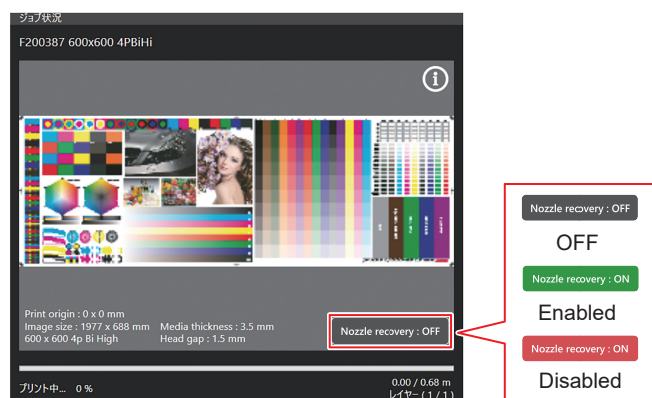 ジョブ状況
F200387 600x600 4PBiHi
Print origin : 0 x 0 mm
Image size : 1977 x 688 mm Media thickness : 3.5 mm
600 x 600 4p Bi High Head gap : 1.5 mm
Nozzle recovery : OFF
プリント中... 0 %
0.00 / 0.68 m
レイヤー ( 1 / 1 )
Nozzle recovery : OFF
OFF
Nozzle recovery : ON
Enabled
Nozzle recovery : ON
Disabled